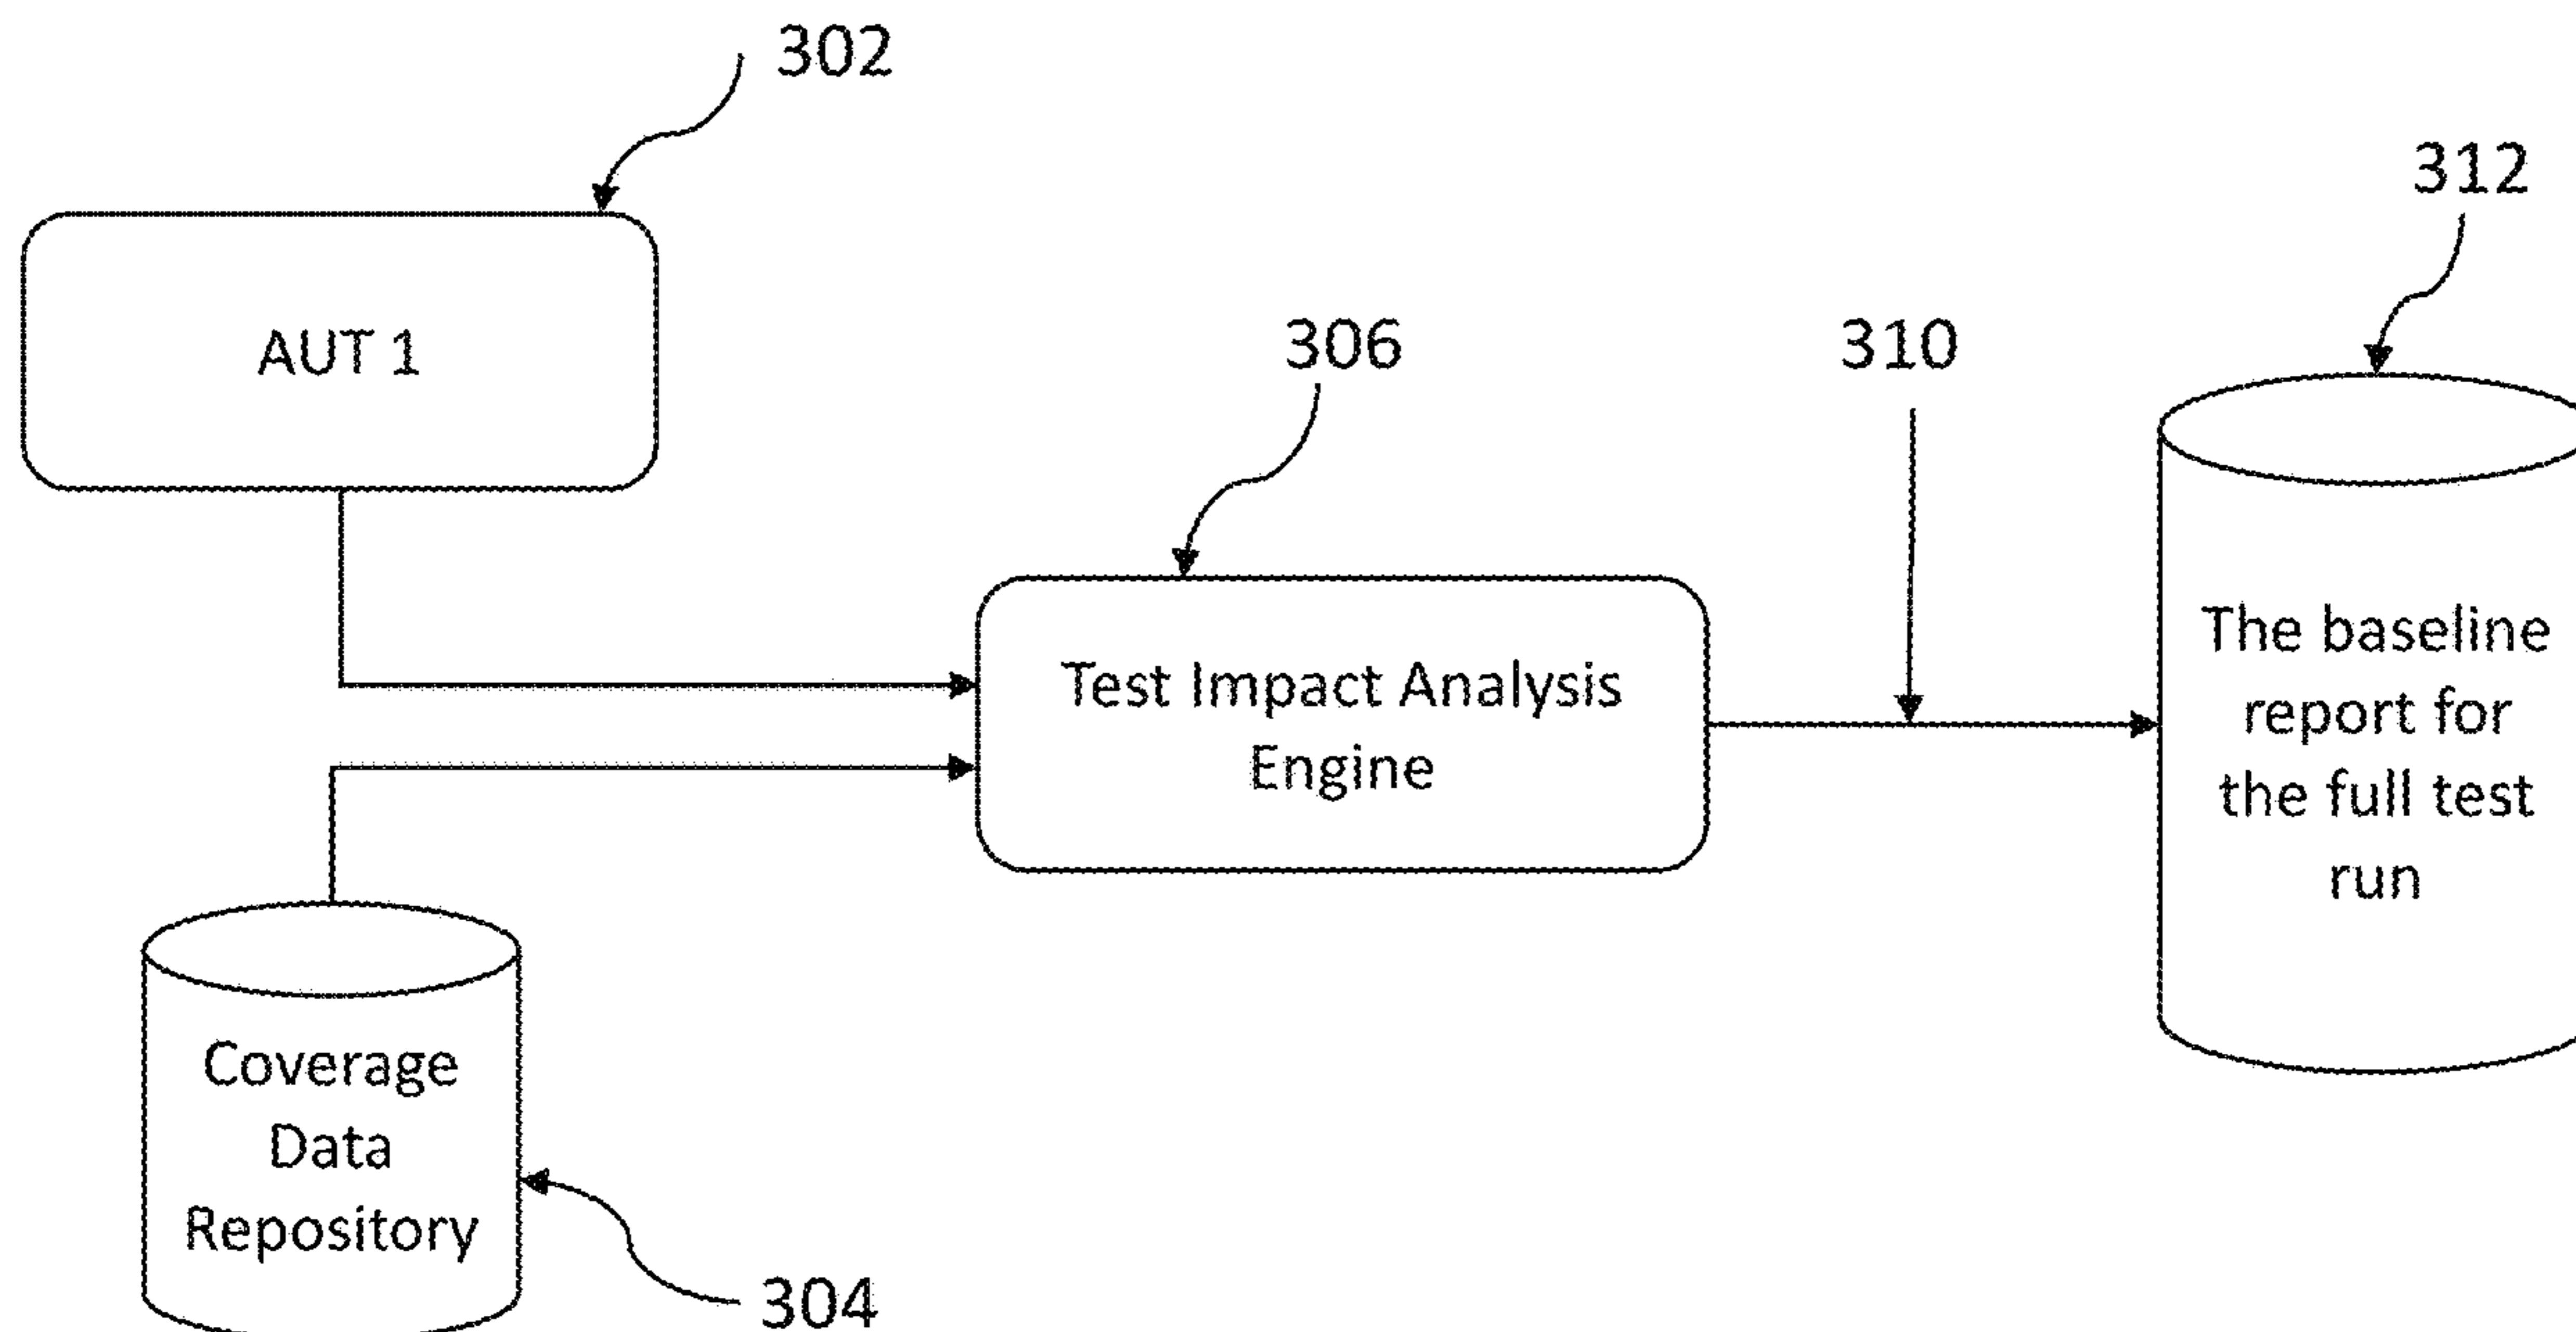 302
312
AUT 1
306
310
Test Impact Analysis
Engine
The baseline
report for
the full test
run
Coverage
Data
Repository
304